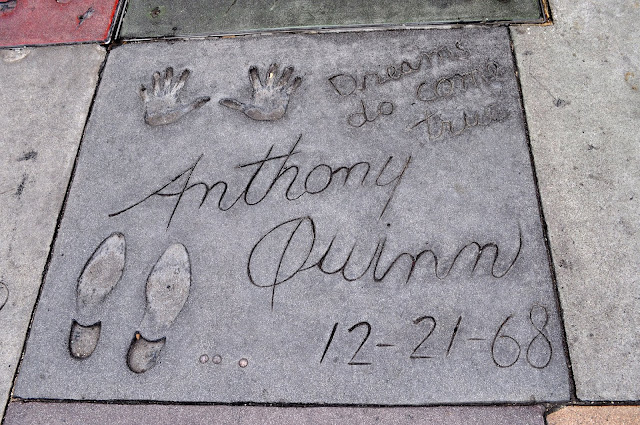 Dreams
do come
true
Anthony
Quinn
12-21-68